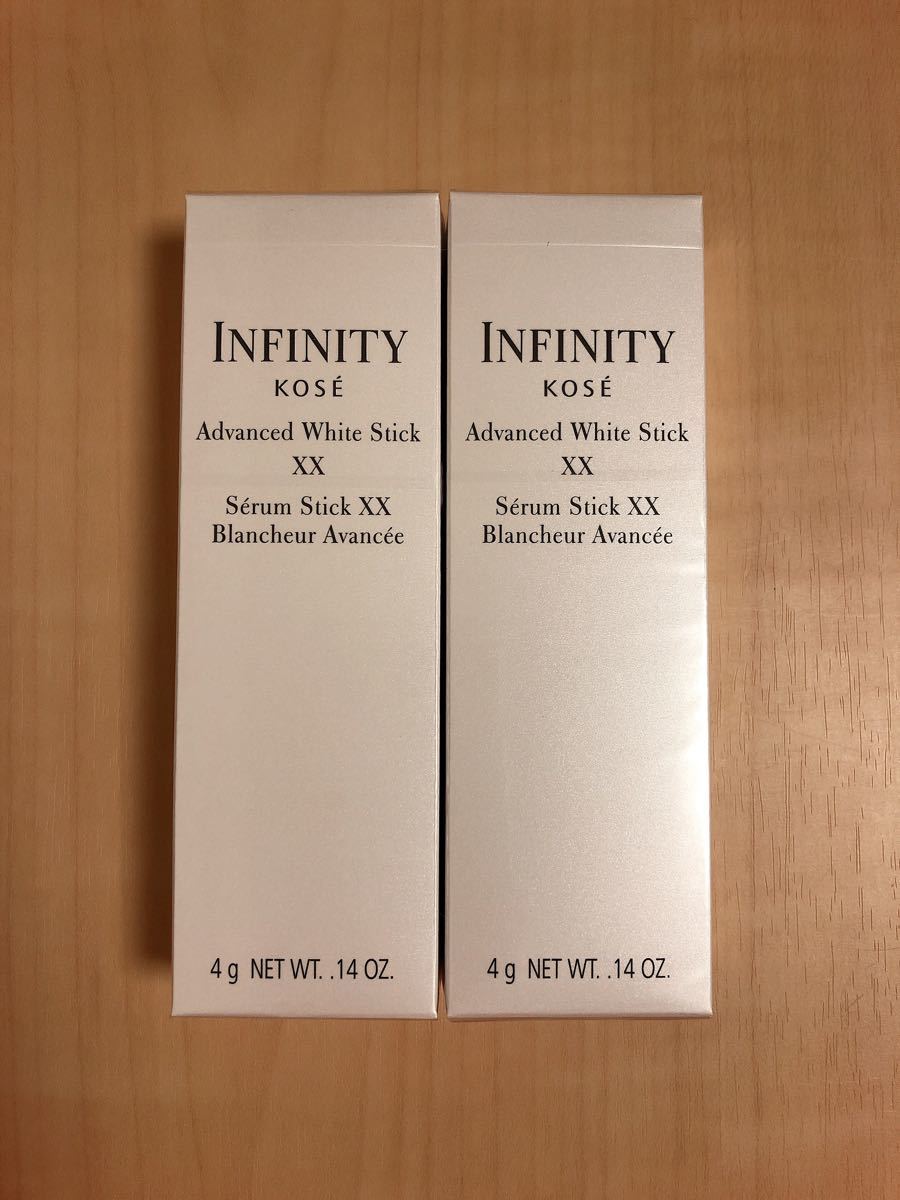 INFINITY
KOSÉ
Advanced White Stick
XX
Sérum Stick XX
Blancheur Avancée
4 g NET WT. .14 OZ.
INFINITY
KOSÉ
Advanced White Stick
XX
Sérum Stick XX
Blancheur Avancée
4 g NET WT. .14 OZ.